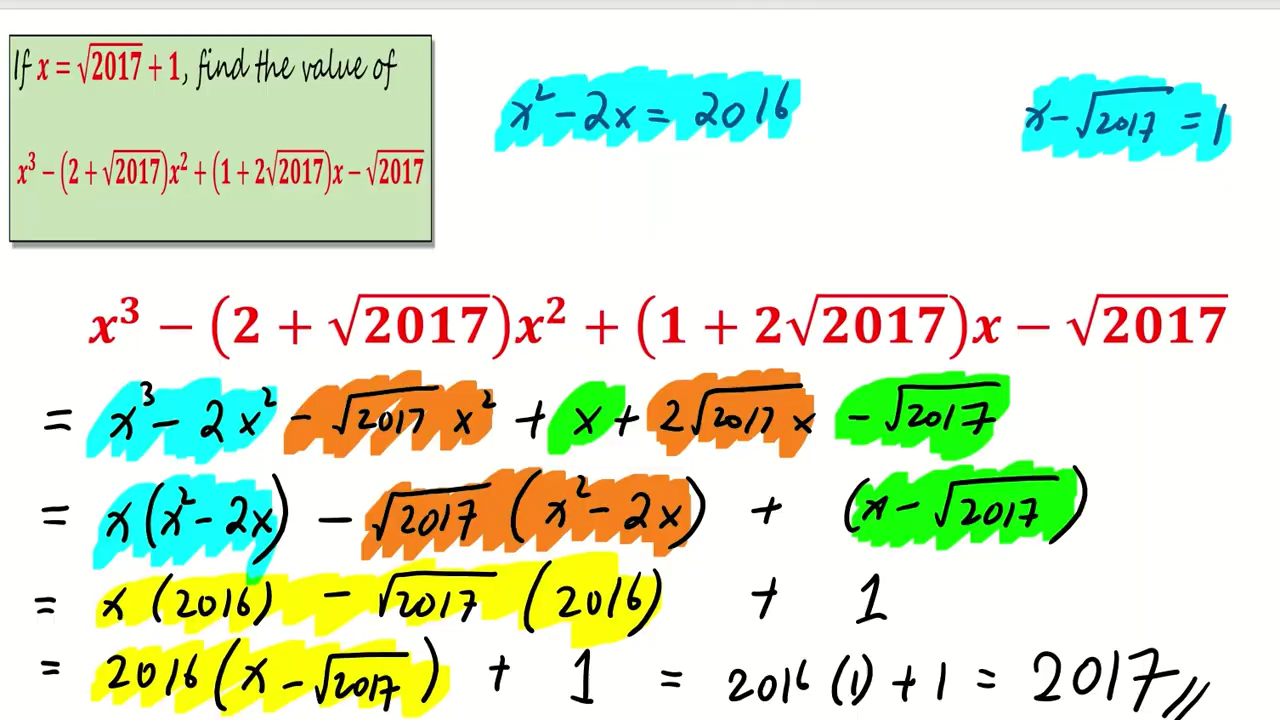 If x = √2017 + 1, find the value of
x³ − (2 + √2017)x² + (1 + 2√2017)x − √2017
x² − 2x = 2016
x − √2017 = 1
x³ − (2 + √2017)x² + (1 + 2√2017)x − √2017
= x³ − 2x² − √2017 x² + x + 2√2017 x − √2017
= x(x² − 2x) − √2017 (x² − 2x) + (x − √2017)
= x(2016) − √2017 (2016) + 1
= 2016(x − √2017) + 1 = 2016(1) + 1 = 2017//